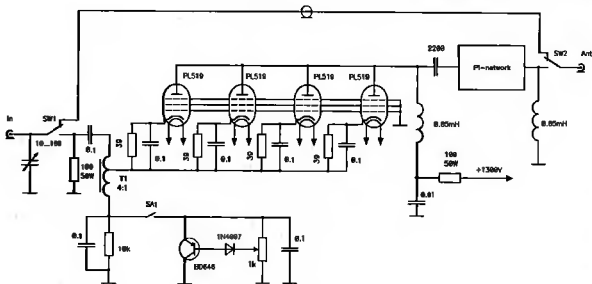 In
SW1
10...100
0.1
100
50W
T1
4:1
0.1
10k
SA1
BD646
1N4007
1k
0.1
PL519
PL519
PL519
PL519
39
0.1
39
0.1
39
0.1
39
0.1
2200
Pi-network
SW2
Ant
0.05mH
0.05mH
100
50W
+1300V
0.01